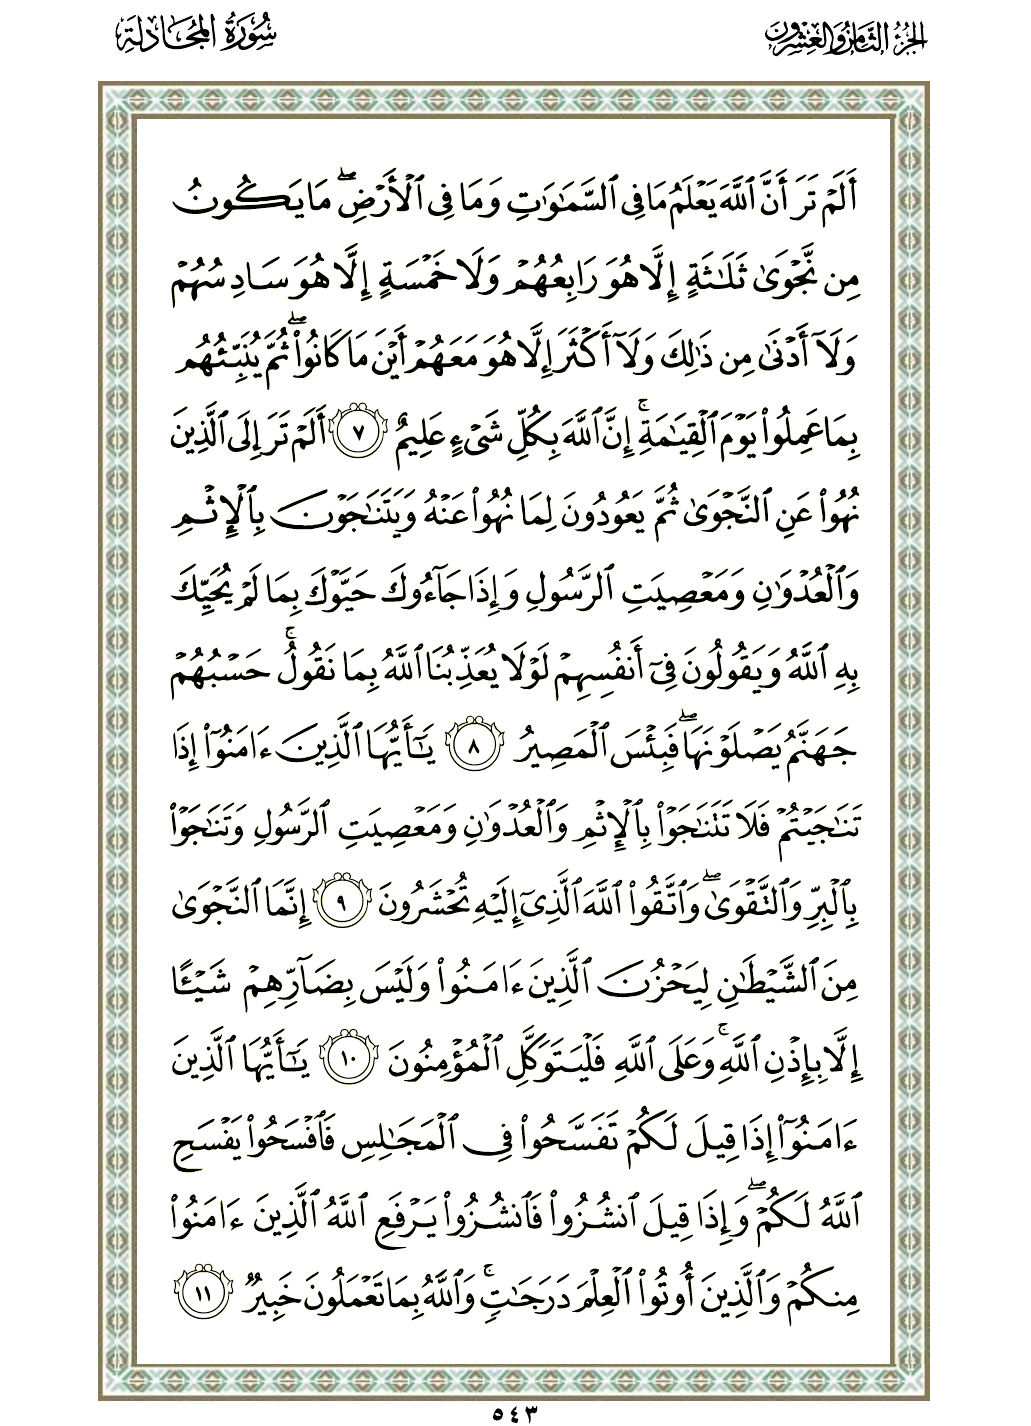 الجزء الثامن والعشرون
سورة المجادلة
أَلَمۡ تَرَ أَنَّ ٱللَّهَ يَعۡلَمُ مَا فِي ٱلسَّمَٰوَٰتِ وَمَا فِي ٱلۡأَرۡضِۖ مَا يَكُونُ
مِن نَّجۡوَىٰ ثَلَٰثَةٍ إِلَّا هُوَ رَابِعُهُمۡ وَلَا خَمۡسَةٍ إِلَّا هُوَ سَادِسُهُمۡ
وَلَآ أَدۡنَىٰ مِن ذَٰلِكَ وَلَآ أَكۡثَرَ إِلَّا هُوَ مَعَهُمۡ أَيۡنَ مَا كَانُواْۖ ثُمَّ يُنَبِّئُهُم
بِمَا عَمِلُواْ يَوۡمَ ٱلۡقِيَٰمَةِۚ إِنَّ ٱللَّهَ بِكُلِّ شَيۡءٍ عَلِيمٌ ٧ أَلَمۡ تَرَ إِلَى ٱلَّذِينَ
نُهُواْ عَنِ ٱلنَّجۡوَىٰ ثُمَّ يَعُودُونَ لِمَا نُهُواْ عَنۡهُ وَيَتَنَٰجَوۡنَ بِٱلۡإِثۡمِ
وَٱلۡعُدۡوَٰنِ وَمَعۡصِيَتِ ٱلرَّسُولِ وَإِذَا جَآءُوكَ حَيَّوۡكَ بِمَا لَمۡ يُحَيِّكَ
بِهِ ٱللَّهُ وَيَقُولُونَ فِيٓ أَنفُسِهِمۡ لَوۡلَا يُعَذِّبُنَا ٱللَّهُ بِمَا نَقُولُۚ حَسۡبُهُمۡ
جَهَنَّمُ يَصۡلَوۡنَهَاۖ فَبِئۡسَ ٱلۡمَصِيرُ ٨ يَٰٓأَيُّهَا ٱلَّذِينَ ءَامَنُوٓاْ إِذَا
تَنَٰجَيۡتُمۡ فَلَا تَتَنَٰجَوۡاْ بِٱلۡإِثۡمِ وَٱلۡعُدۡوَٰنِ وَمَعۡصِيَتِ ٱلرَّسُولِ وَتَنَٰجَوۡاْ
بِٱلۡبِرِّ وَٱلتَّقۡوَىٰۖ وَٱتَّقُواْ ٱللَّهَ ٱلَّذِيٓ إِلَيۡهِ تُحۡشَرُونَ ٩ إِنَّمَا ٱلنَّجۡوَىٰ
مِنَ ٱلشَّيۡطَٰنِ لِيَحۡزُنَ ٱلَّذِينَ ءَامَنُواْ وَلَيۡسَ بِضَآرِّهِمۡ شَيۡـًٔا
إِلَّا بِإِذۡنِ ٱللَّهِۚ وَعَلَى ٱللَّهِ فَلۡيَتَوَكَّلِ ٱلۡمُؤۡمِنُونَ ١٠ يَٰٓأَيُّهَا ٱلَّذِينَ
ءَامَنُوٓاْ إِذَا قِيلَ لَكُمۡ تَفَسَّحُواْ فِي ٱلۡمَجَٰلِسِ فَٱفۡسَحُواْ يَفۡسَحِ
ٱللَّهُ لَكُمۡۖ وَإِذَا قِيلَ ٱنشُزُواْ فَٱنشُزُواْ يَرۡفَعِ ٱللَّهُ ٱلَّذِينَ ءَامَنُواْ
مِنكُمۡ وَٱلَّذِينَ أُوتُواْ ٱلۡعِلۡمَ دَرَجَٰتٖۚ وَٱللَّهُ بِمَا تَعۡمَلُونَ خَبِيرٞ ١١
٥٤٣